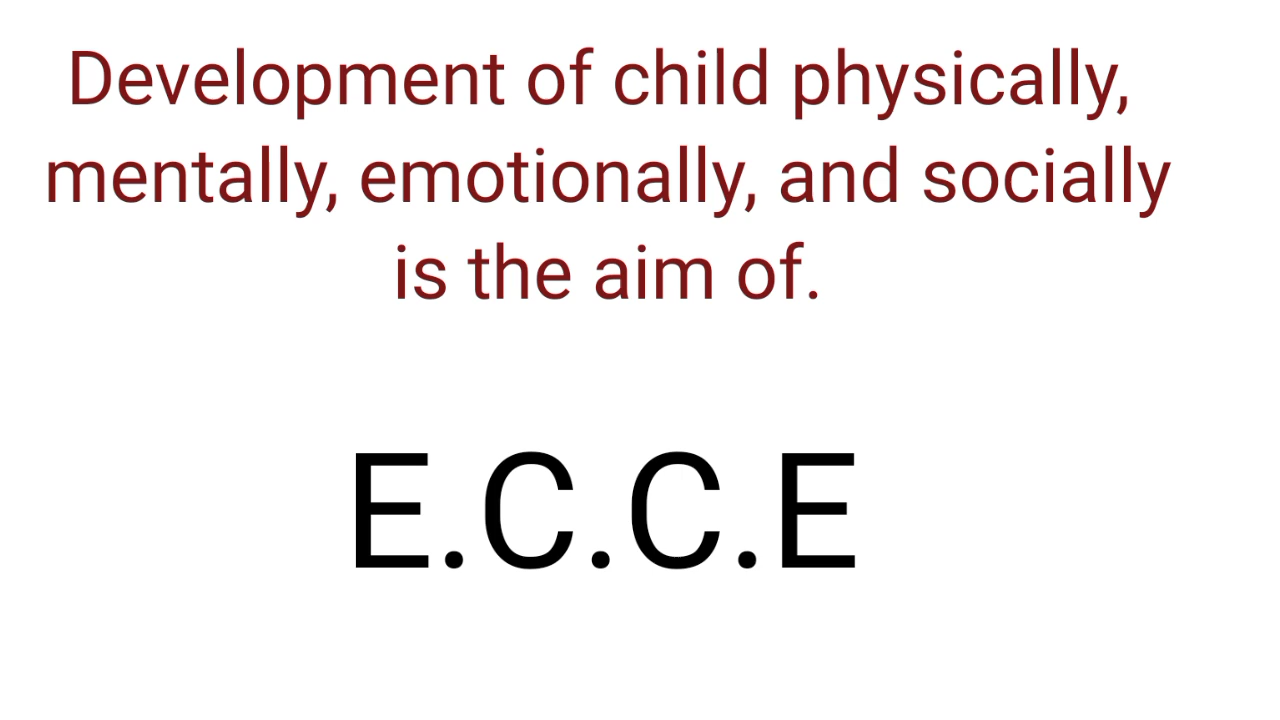 Development of child physically,
mentally, emotionally, and socially
is the aim of.
E.C.C.E